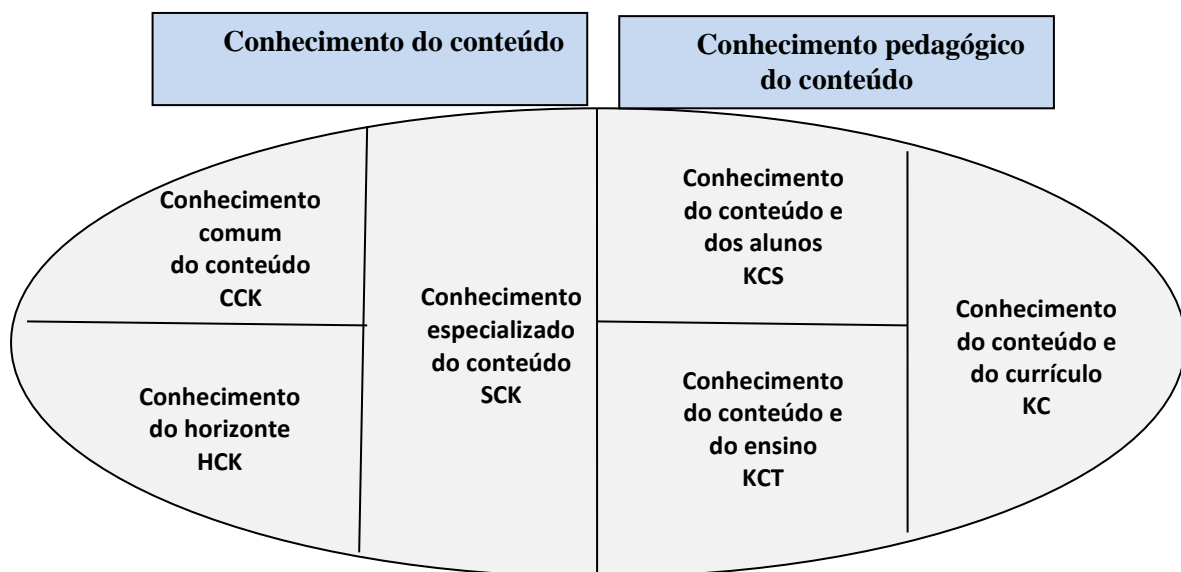 Conhecimento do conteúdo
Conhecimento pedagógico
do conteúdo
Conhecimento
comum
do conteúdo
CCK
Conhecimento
do horizonte
HCK
Conhecimento
especializado
do conteúdo
SCK
Conhecimento
do conteúdo e
dos alunos
KCS
Conhecimento
do conteúdo e
do ensino
KCT
Conhecimento
do conteúdo e
do currículo
KC